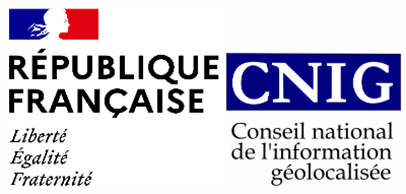 RÉPUBLIQUE
FRANÇAISE
Liberté
Égalité
Fraternité
CNIG
Conseil national
de l'information
géolocalisée